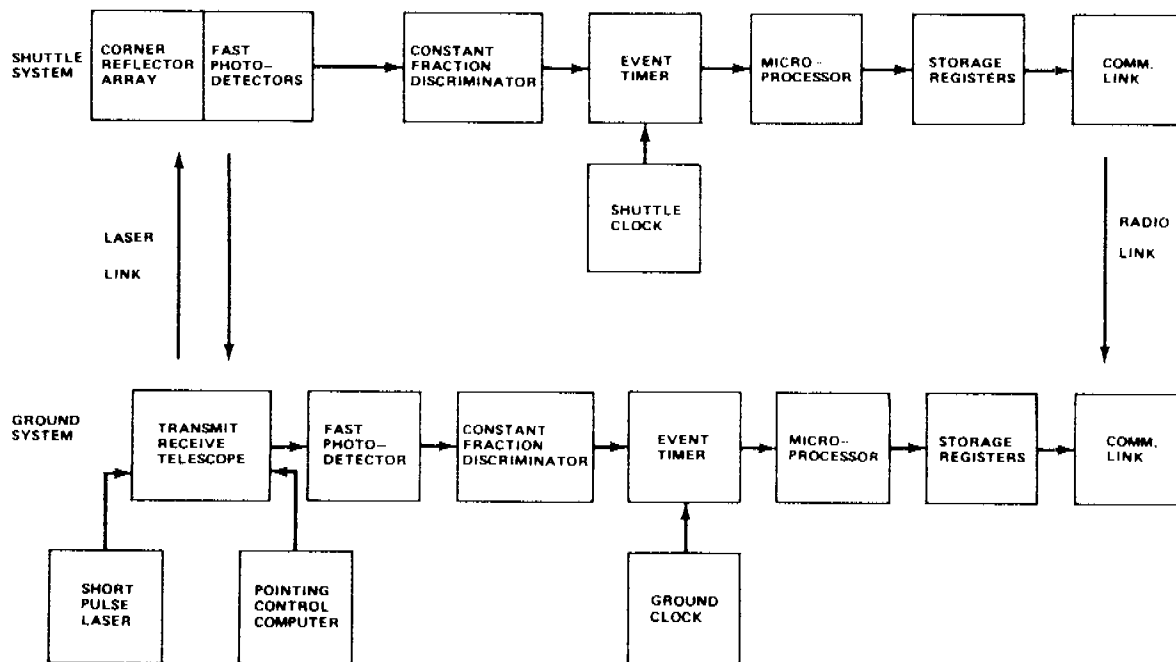 SHUTTLE
SYSTEM
CORNER
REFLECTOR
ARRAY
FAST
PHOTO-
DETECTORS
CONSTANT
FRACTION
DISCRIMINATOR
EVENT
TIMER
MICRO-
PROCESSOR
STORAGE
REGISTERS
COMM.
LINK
SHUTTLE
CLOCK
LASER
LINK
RADIO
LINK
GROUND
SYSTEM
TRANSMIT
RECEIVE
TELESCOPE
FAST
PHOTO-
DETECTOR
CONSTANT
FRACTION
DISCRIMINATOR
EVENT
TIMER
MICRO-
PROCESSOR
STORAGE
REGISTERS
COMM.
LINK
SHORT
PULSE
LASER
POINTING
CONTROL
COMPUTER
GROUND
CLOCK